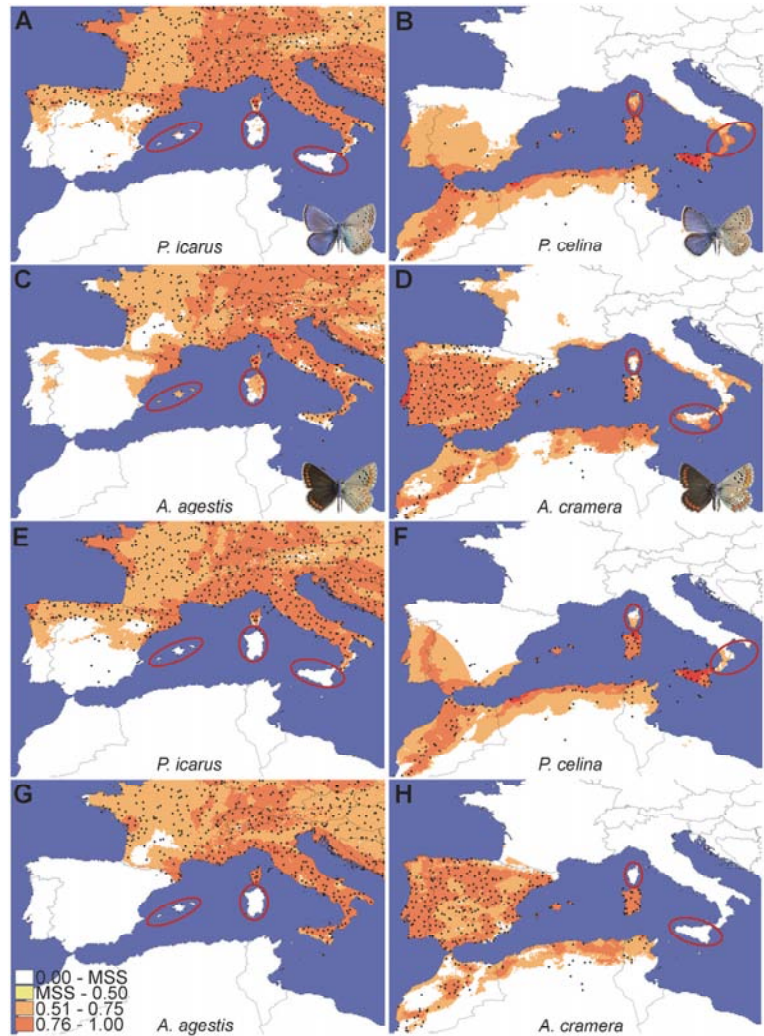 A
P. icarus
B
P. celina
C
A. agestis
D
A. cramera
E
P. icarus
F
P. celina
G
0.00 - MSS
MSS - 0.50
0.51 - 0.75
0.76 - 1.00
A. agestis
H
A. cramera